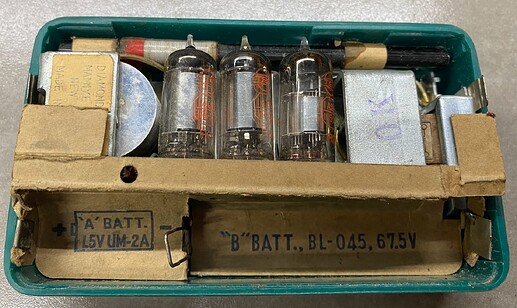 O.K
"A" BATT.
1.5V UM-2A
+
-
"B" BATT., BL-045, 67.5V